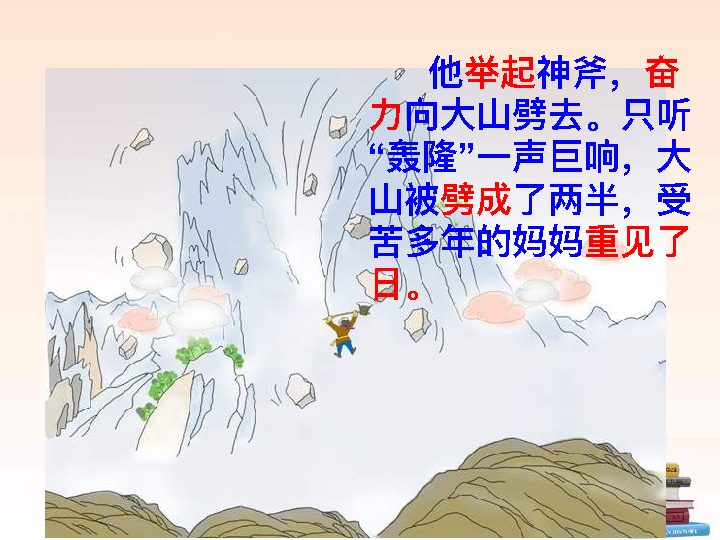 他举起神斧，奋
力向大山劈去。只听
“轰隆”一声巨响，大
山被劈成了两半，受
苦多年的妈妈重见了
日。